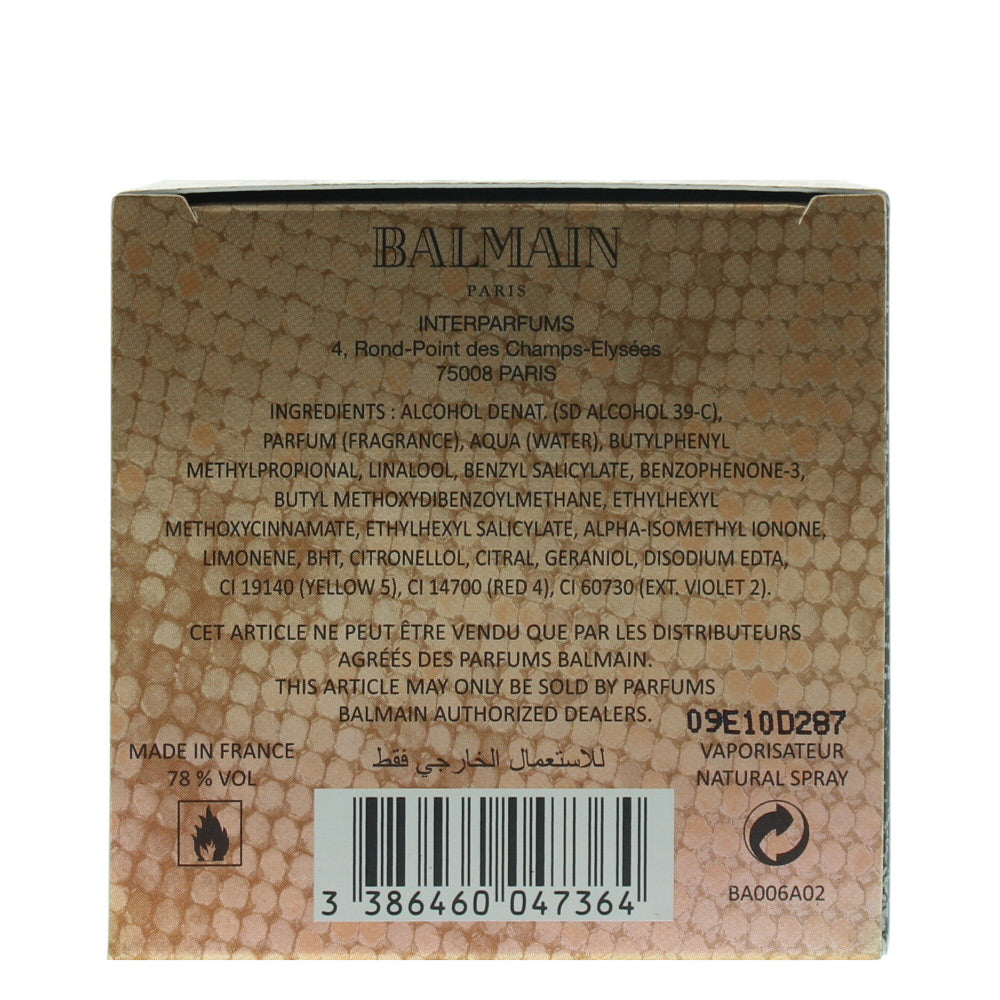 BALMAIN
PARIS
INTERPARFUMS
4, Rond-Point des Champs-Elysées
75008 PARIS
INGREDIENTS : ALCOHOL DENAT. (SD ALCOHOL 39-C),
PARFUM (FRAGRANCE), AQUA (WATER), BUTYLPHENYL
METHYLPROPIONAL, LINALOOL, BENZYL SALICYLATE, BENZOPHENONE-3,
BUTYL METHOXYDIBENZOYLMETHANE, ETHYLHEXYL
METHOXYCINNAMATE, ETHYLHEXYL SALICYLATE, ALPHA-ISOMETHYL IONONE,
LIMONENE, BHT, CITRONELLOL, CITRAL, GERANIOL, DISODIUM EDTA,
CI 19140 (YELLOW 5), CI 14700 (RED 4), CI 60730 (EXT. VIOLET 2).
CET ARTICLE NE PEUT ÊTRE VENDU QUE PAR LES DISTRIBUTEURS
AGRÉÉS DES PARFUMS BALMAIN.
THIS ARTICLE MAY ONLY BE SOLD BY PARFUMS
BALMAIN AUTHORIZED DEALERS.
09E10D287
MADE IN FRANCE
78 % VOL
للاستعمال الخارجي فقط
VAPORISATEUR
NATURAL SPRAY
3 386460 047364
BA006A02